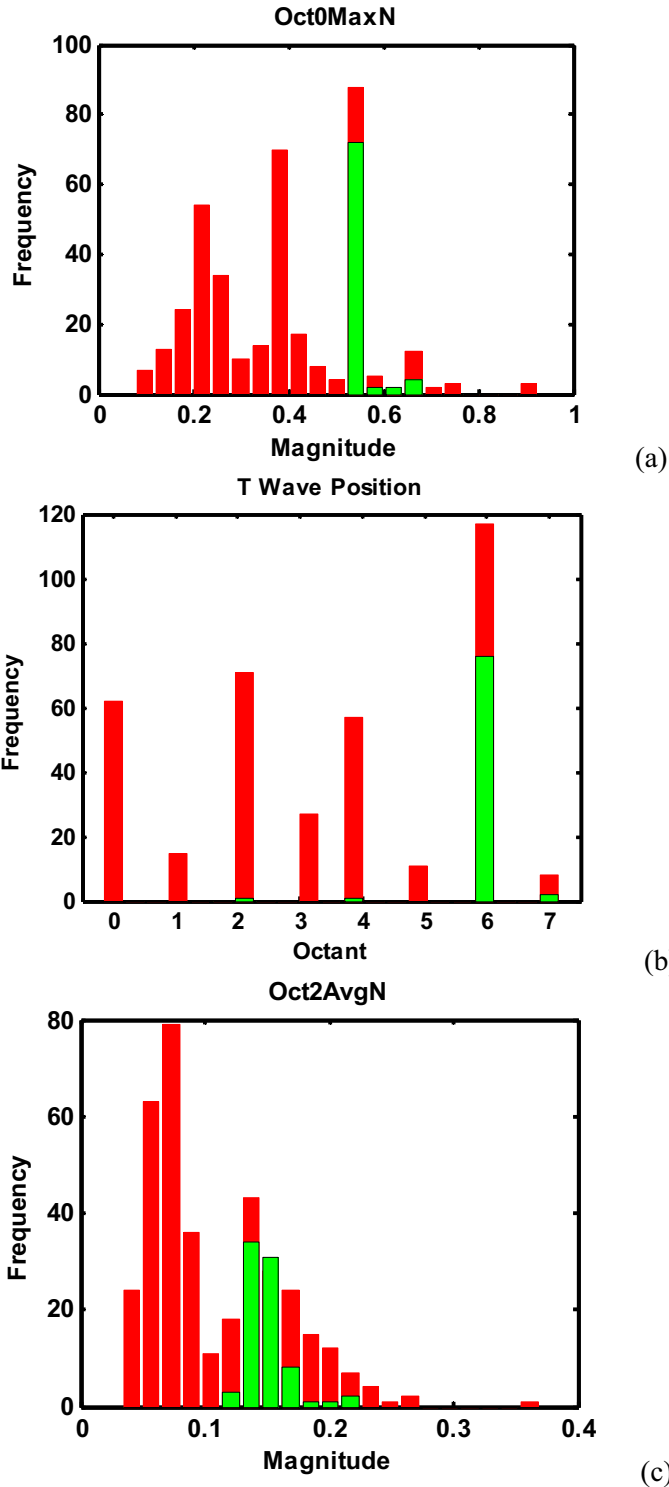 Oct0MaxN
100
80
60
40
20
0
Frequency
0 0.2 0.4 0.6 0.8 1
Magnitude
(a)
T Wave Position
120
100
80
60
40
20
0
Frequency
0 1 2 3 4 5 6 7
Octant
(b
Oct2AvgN
80
60
40
20
0
Frequency
0 0.1 0.2 0.3 0.4
Magnitude
(c)